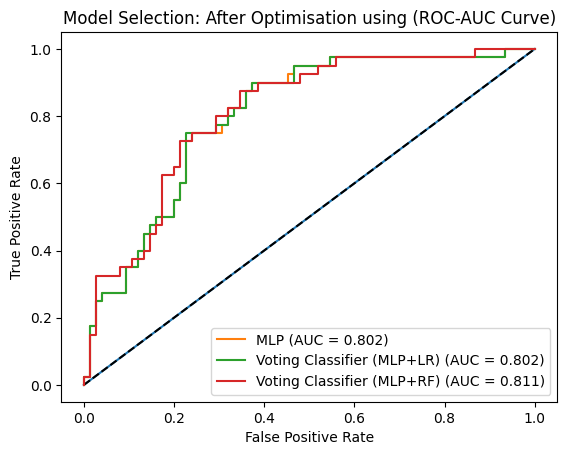 Model Selection: After Optimisation using (ROC-AUC Curve)
1.0
0.8
0.6
0.4
0.2
0.0
True Positive Rate
MLP (AUC = 0.802)
Voting Classifier (MLP+LR) (AUC = 0.802)
Voting Classifier (MLP+RF) (AUC = 0.811)
0.0 0.2 0.4 0.6 0.8 1.0
False Positive Rate